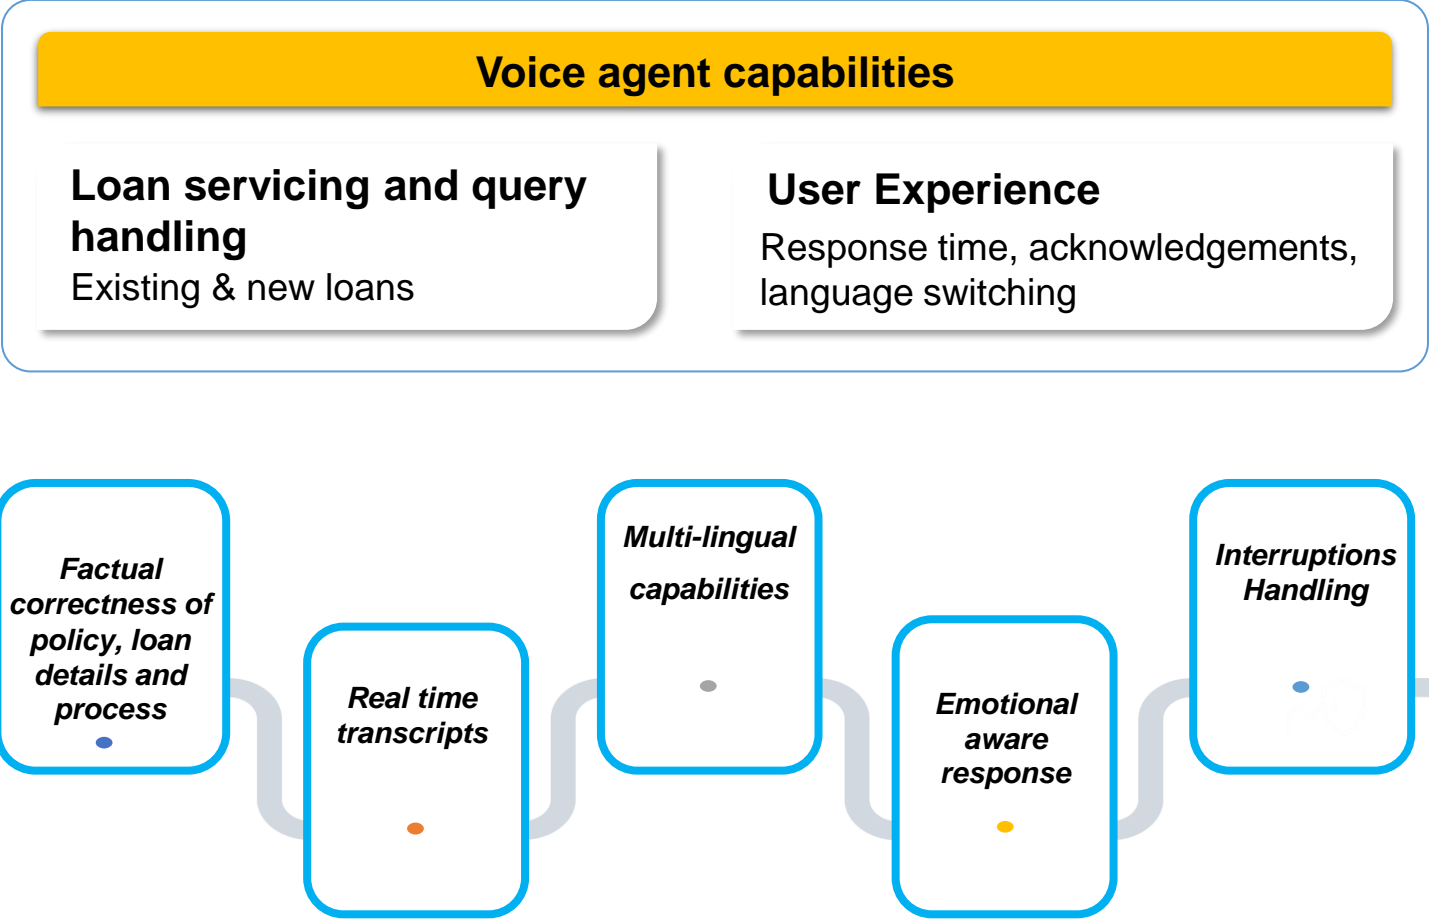 Voice agent capabilities
Loan servicing and query
handling
Existing & new loans
User Experience
Response time, acknowledgements,
language switching
Factual
correctness of
policy, loan
details and
process
Real time
transcripts
Multi-lingual
capabilities
Emotional
aware
response
Interruptions
Handling